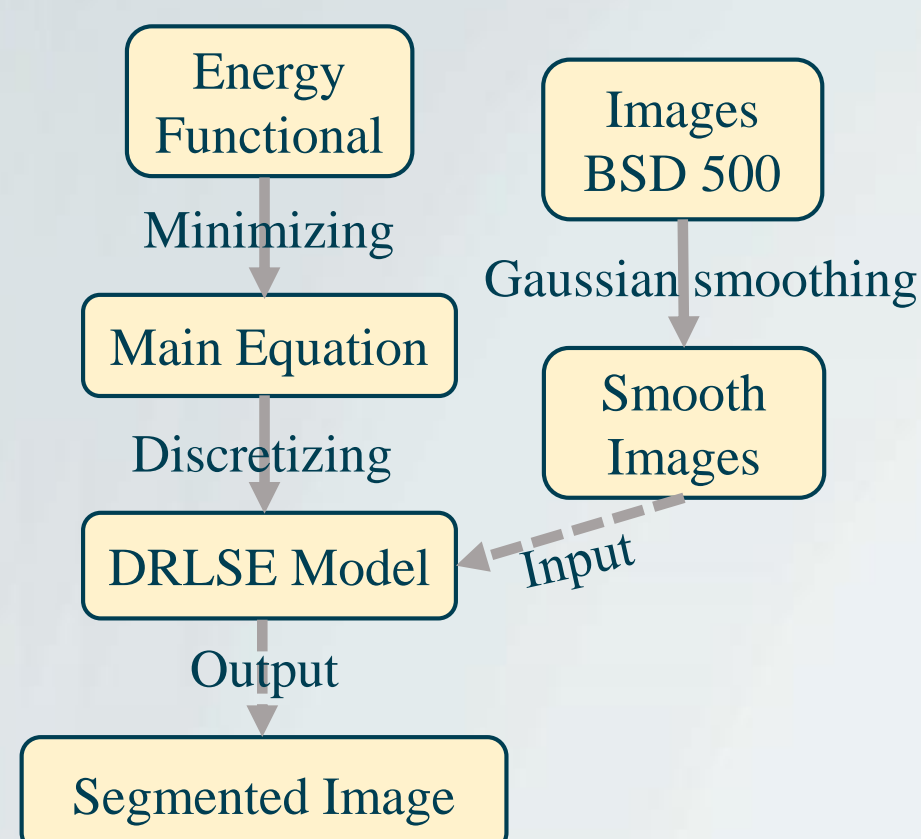 Energy
Functional
Minimizing
Main Equation
Discretizing
DRLSE Model
Output
Segmented Image
Images
BSD 500
Gaussian smoothing
Smooth
Images
Input